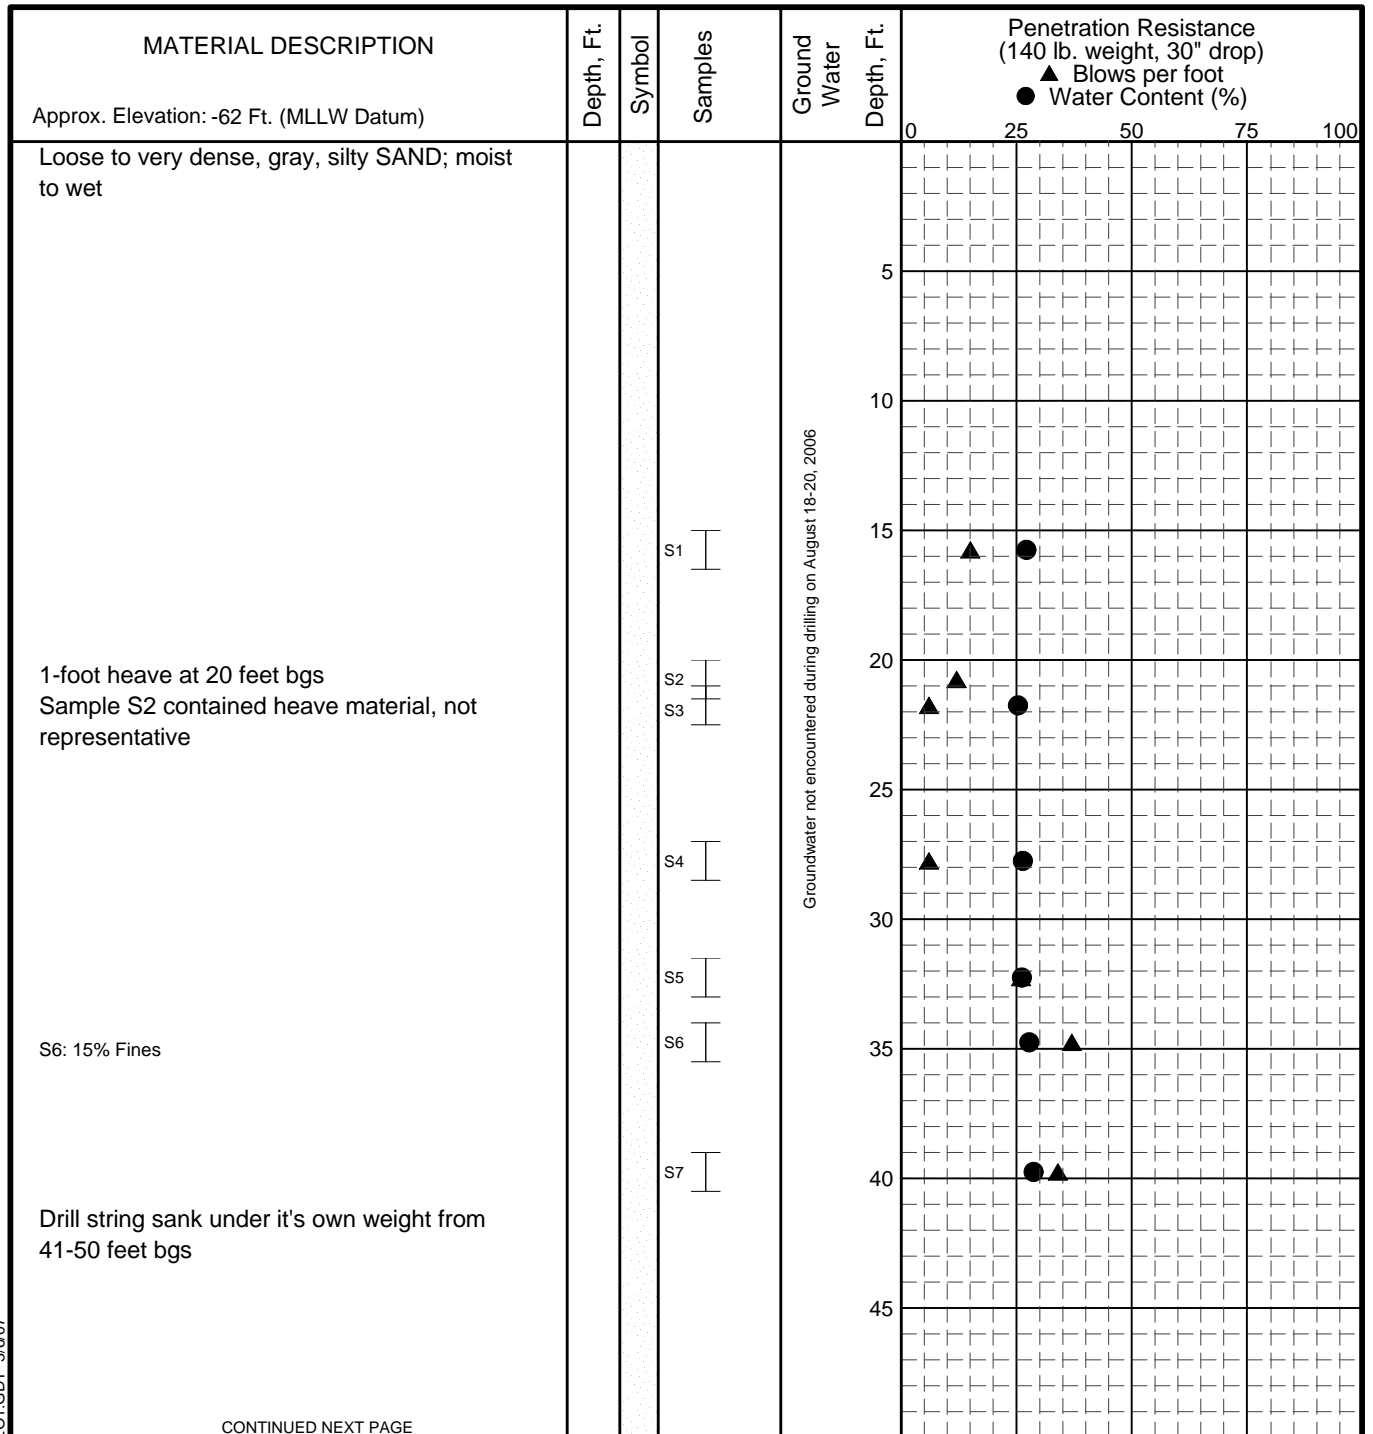 MATERIAL DESCRIPTION
Approx. Elevation: -62 Ft. (MLLW Datum)
Depth, Ft.
Symbol
Samples
Ground
Water
Depth, Ft.
Penetration Resistance
(140 lb. weight, 30" drop)
▲ Blows per foot
● Water Content (%)
0 25 50 75 100
Loose to very dense, gray, silty SAND; moist
to wet
5
10
Groundwater not encountered during drilling on August 18-20, 2006
15
S1
20
1-foot heave at 20 feet bgs
S2
Sample S2 contained heave material, not
S3
representative
25
S4
30
S5
S6
S6: 15% Fines
35
S7
40
Drill string sank under it's own weight from
41-50 feet bgs
45
CONTINUED NEXT PAGE